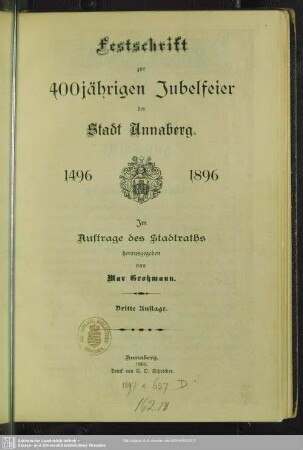 Festschrift
zur
400jährigen Jubelfeier
der
Stadt Annaberg.
1496 1896
Im
Auftrage des Stadtraths
herausgegeben
von
Max Grohmann.
Dritte Auflage.
Annaberg.
Druck von C. O. Schreiber.